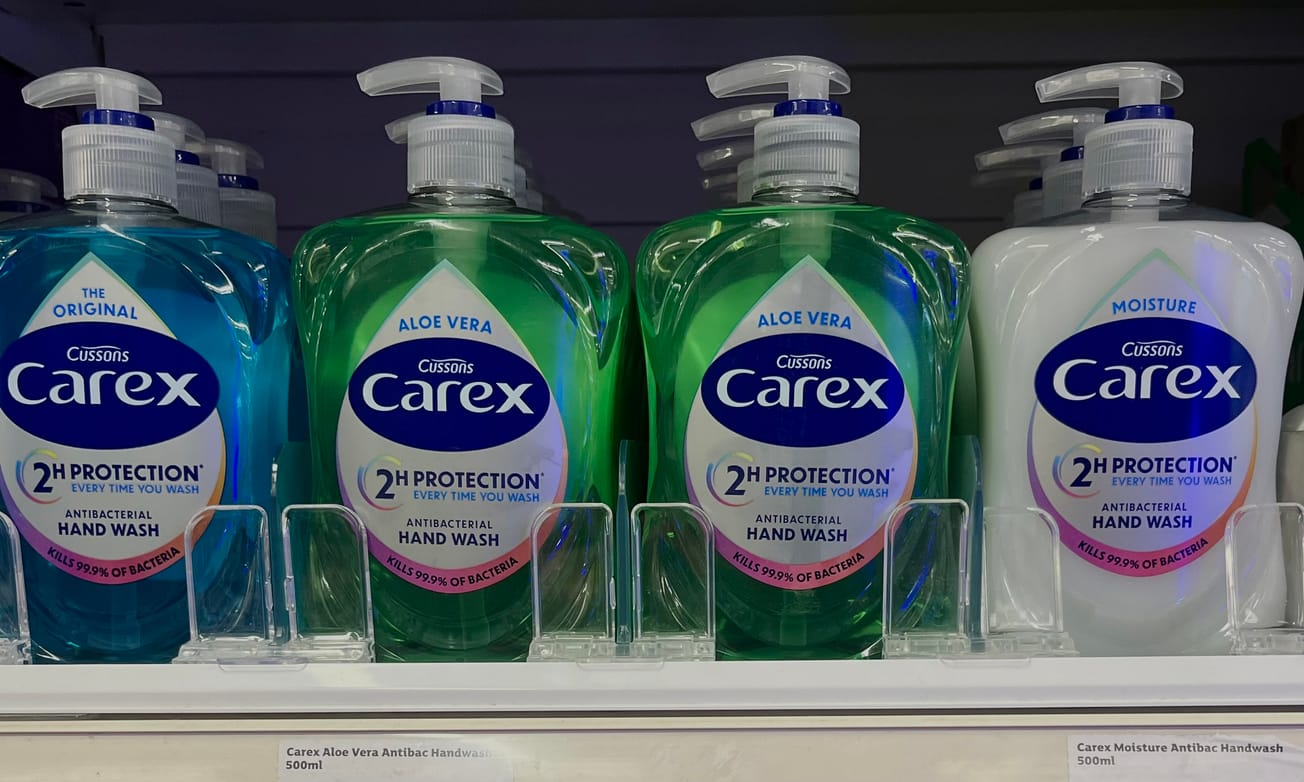 THE
ORIGINAL
Cussons
Carex
2H PROTECTION*
EVERY TIME YOU WASH
ANTIBACTERIAL
HAND WASH
KILLS 99.9% OF BACTERIA
ALOE VERA
Cussons
Carex
2H PROTECTION*
EVERY TIME YOU WASH
ANTIBACTERIAL
HAND WASH
KILLS 99.9% OF BACTERIA
ALOE VERA
Cussons
Carex
2H PROTECTION*
EVERY TIME YOU WASH
ANTIBACTERIAL
HAND WASH
KILLS 99.9% OF BACTERIA
MOISTURE
Cussons
Carex
2H PROTECTION*
EVERY TIME YOU WASH
ANTIBACTERIAL
HAND WASH
KILLS 99.9% OF BACTERIA
Carex Aloe Vera Antibac Handwash
500ml
Carex Moisture Antibac Handwash
500ml